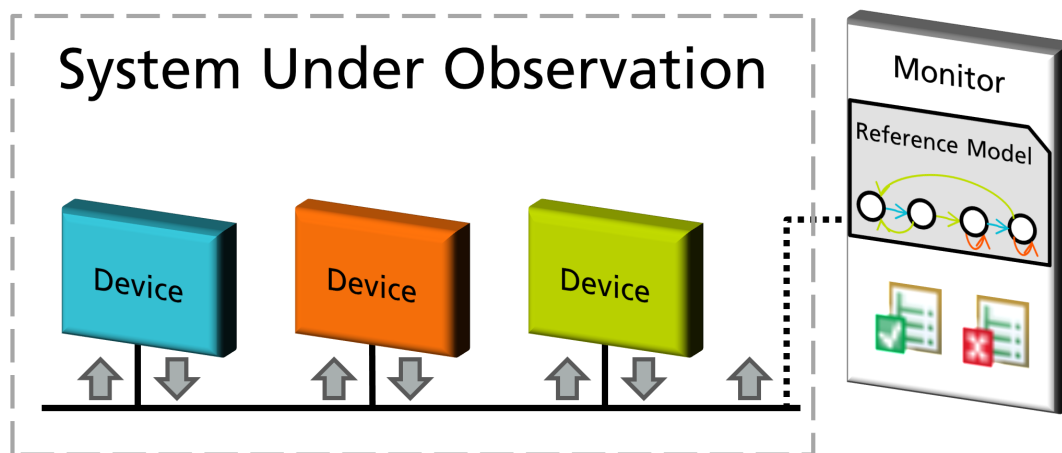 System Under Observation
Monitor
Reference Model
Device
Device
Device